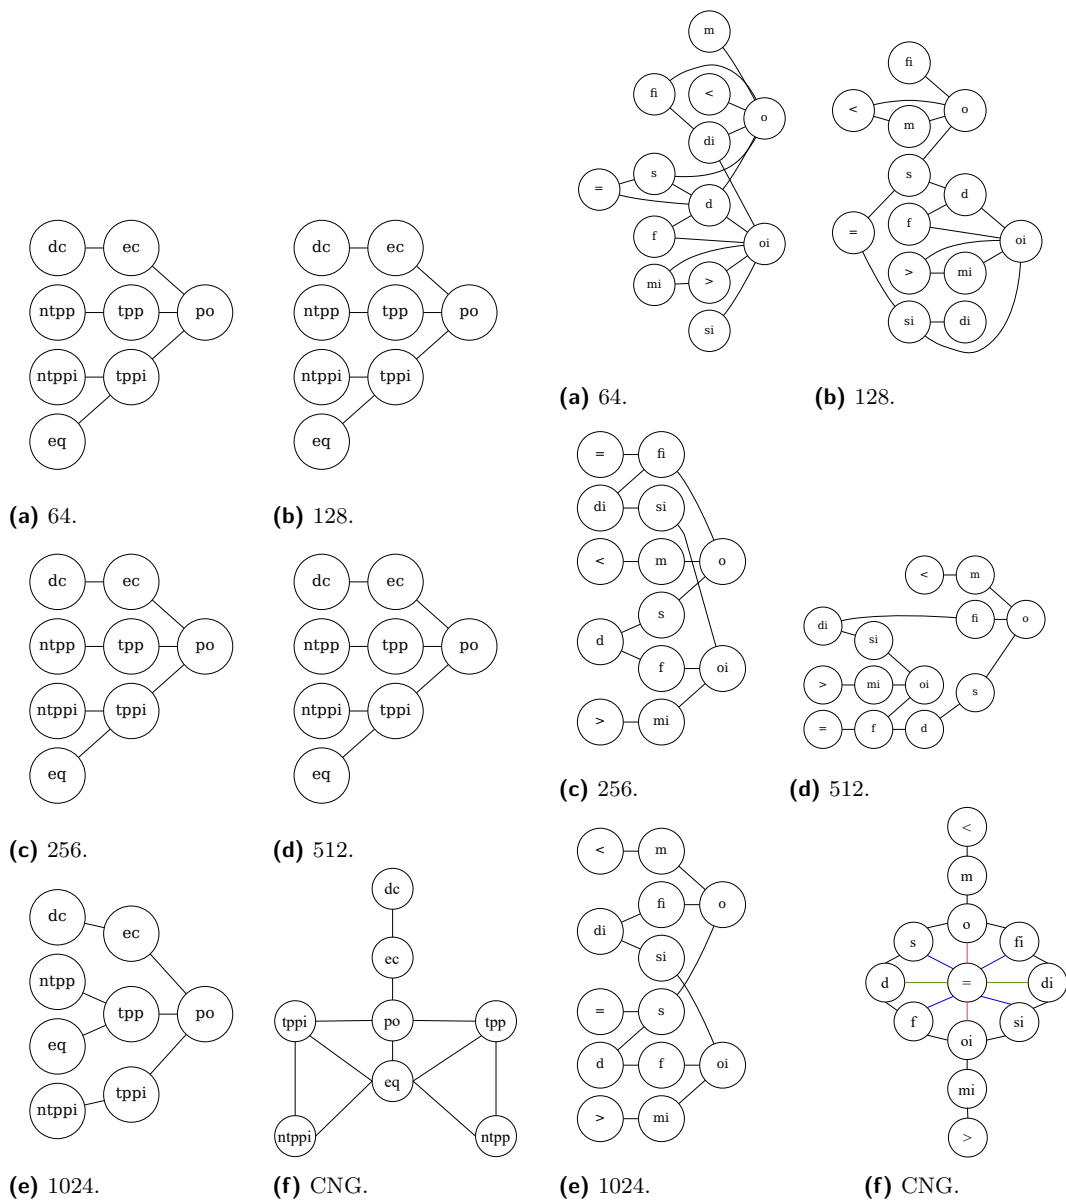 dc
ec
ntpp
tpp
po
ntppi
tppi
eq
(a) 64.
dc
ec
ntpp
tpp
po
ntppi
tppi
eq
(b) 128.
dc
ec
ntpp
tpp
po
ntppi
tppi
eq
(c) 256.
dc
ec
ntpp
tpp
po
ntppi
tppi
eq
(d) 512.
dc
ec
ntpp
tpp
po
eq
tppi
ntppi
(e) 1024.
dc
ec
tppi
po
tpp
eq
ntppi
ntpp
(f) CNG.
m
fi
<
o
di
s
=
d
f
oi
mi
>
si
(a) 64.
fi
<
o
m
s
d
f
=
oi
>
mi
si
di
(b) 128.
=
fi
di
si
<
m
o
s
d
f
oi
>
mi
(c) 256.
<
m
di
fi
o
si
>
mi
oi
s
=
f
d
(d) 512.
<
m
fi
o
di
si
=
s
d
f
oi
>
mi
(e) 1024.
<
m
o
s
fi
d
=
di
f
si
oi
mi
>
(f) CNG.